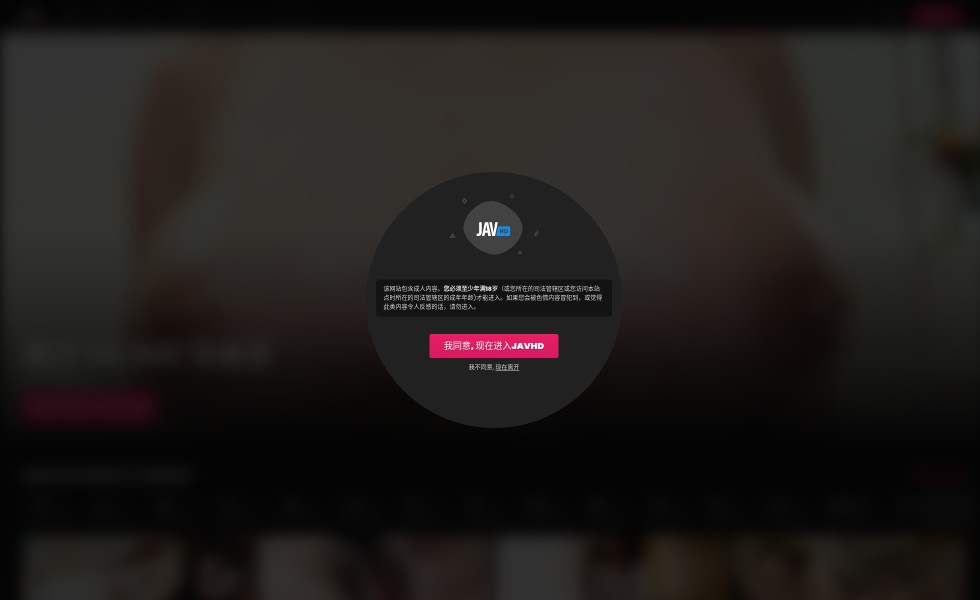 JAV HD
该网站包含成人内容。您必须至少年满18岁（或您所在的司法管辖区或您访问本站
点时所在的司法管辖区的成年年龄)才能进入。如果您会被色情内容冒犯到，或觉得
此类内容令人反感的话，请勿进入。
我同意, 现在进入JAVHD
我不同意, 现在离开